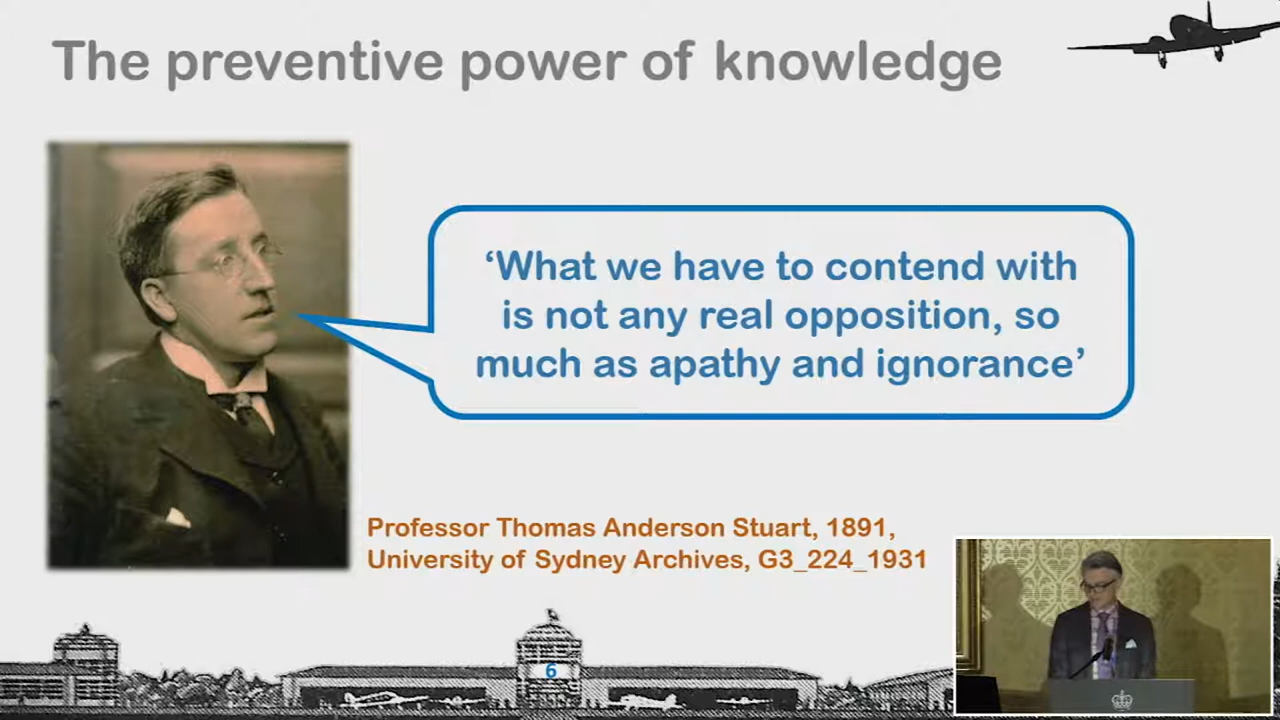 The preventive power of knowledge
‘What we have to contend with
is not any real opposition, so
much as apathy and ignorance’
Professor Thomas Anderson Stuart, 1891,
University of Sydney Archives, G3_224_1931
6